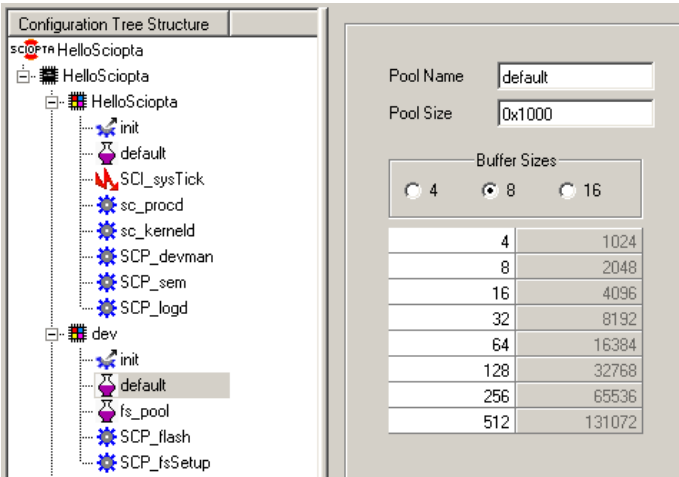 Configuration Tree Structure
SCIOPTA HelloSciopta
HelloSciopta
HelloSciopta
init
default
SCI_sysTick
sc_procd
sc_kerneld
SCP_devman
SCP_sem
SCP_logd
dev
init
default
fs_pool
SCP_flash
SCP_fsSetup
Pool Name default
Pool Size 0x1000
Buffer Sizes
4 8 16
4 1024
8 2048
16 4096
32 8192
64 16384
128 32768
256 65536
512 131072